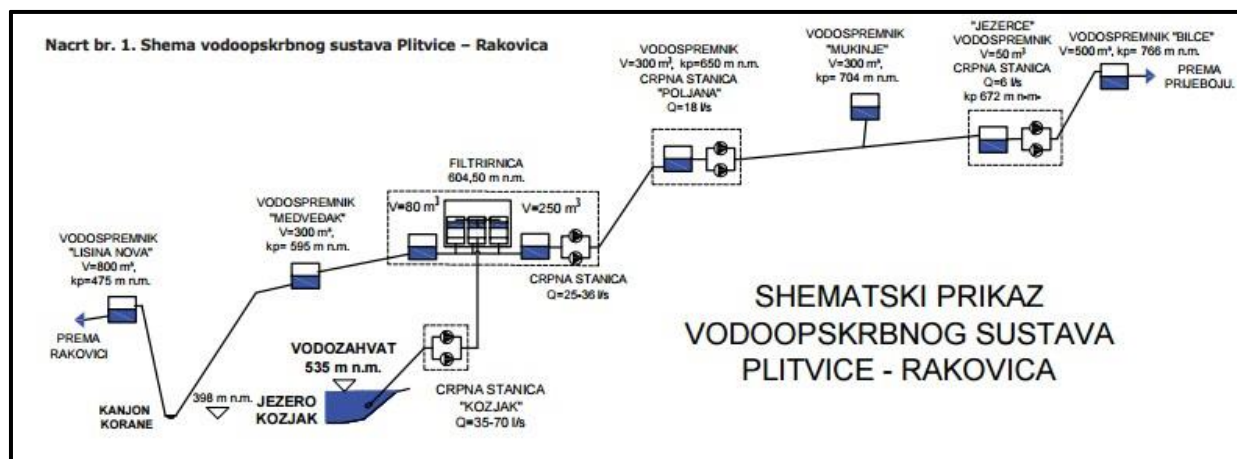 Nacrt br. 1. Shema vodoopskrbnog sustava Plitvice – Rakovica
VODOSPREMNIK
V=300 m³, kp=650 m n.m.
CRPNA STANICA
"POLJANA"
Q=18 l/s
VODOSPREMNIK
"MUKINJE"
V=300 m³,
kp= 704 m n.m.
"JEZERCE"
VODOSPREMNIK
V=50 m³
CRPNA STANICA
Q=6 l/s
kp 672 m n•m•
VODOSPREMNIK "BILCE"
V=500 m³, kp= 766 m n.m.
PREMA
PRIJEBOJU.
FILTRIRNICA
604,50 m n.m.
V=80 m³
V=250 m³
CRPNA STANICA
Q=25-36 l/s
VODOSPREMNIK
"MEDVEĐAK"
V=300 m³,
kp= 595 m n.m.
VODOSPREMNIK
"LISINA NOVA"
V=800 m³,
kp=475 m n.m.
PREMA
RAKOVICI
KANJON
KORANE
398 m n.m.
VODOZAHVAT
535 m n.m.
JEZERO
KOZJAK
CRPNA STANICA
"KOZJAK"
Q=35-70 l/s
SHEMATSKI PRIKAZ
VODOOPSKRBNOG SUSTAVA
PLITVICE - RAKOVICA